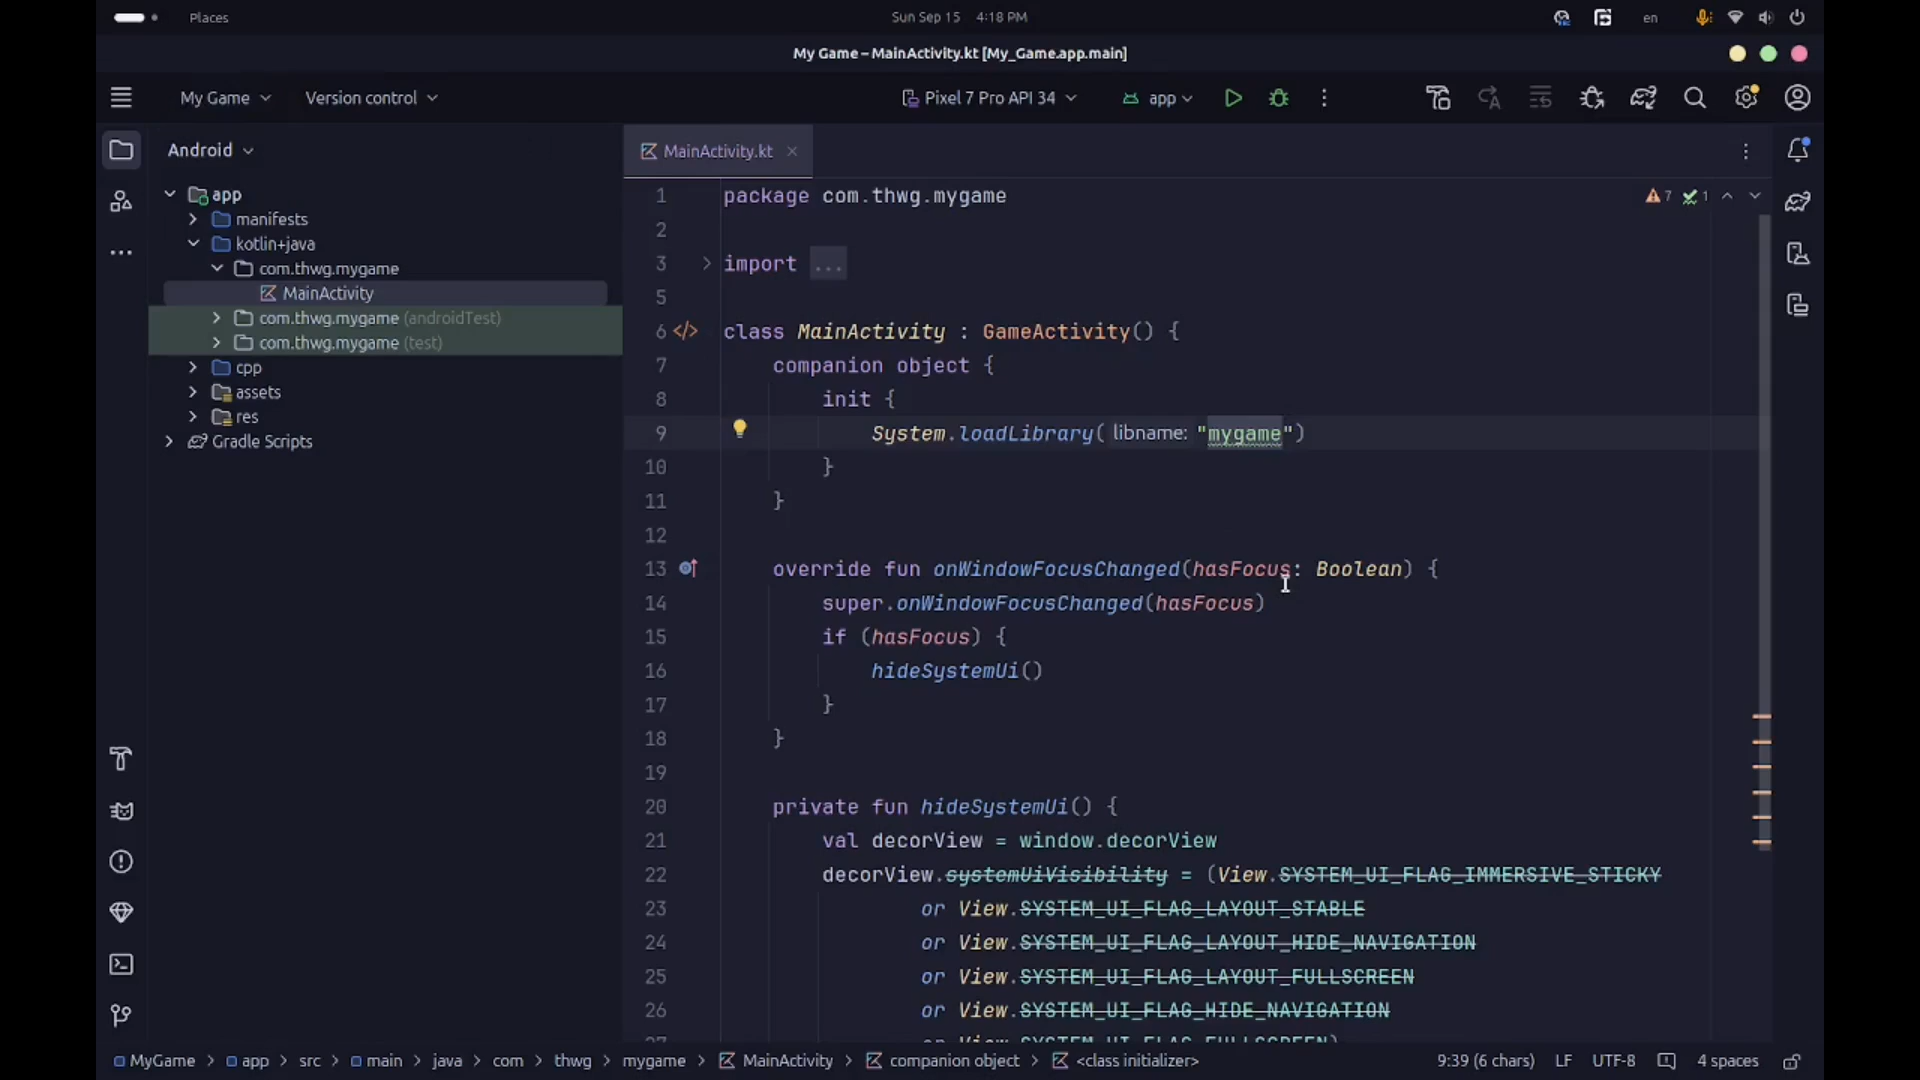 Places
Sun Sep 15 4:18 PM
en
My Game – MainActivity.kt [My_Game.app.main]
My Game
Version control
Pixel 7 Pro API 34
app
Android
MainActivity.kt
app
manifests
kotlin+java
com.thwg.mygame
MainActivity
com.thwg.mygame (androidTest)
com.thwg.mygame (test)
cpp
assets
res
Gradle Scripts
7 1
1 package com.thwg.mygame
2
3 import ...
5
6 class MainActivity : GameActivity() {
7 companion object {
8 init {
9 System.loadLibrary( libname: "mygame")
10 }
11 }
12
13 override fun onWindowFocusChanged(hasFocus: Boolean) {
14 super.onWindowFocusChanged(hasFocus)
15 if (hasFocus) {
16 hideSystemUi()
17 }
18 }
19
20 private fun hideSystemUi() {
21 val decorView = window.decorView
22 decorView.systemUiVisibility = (View.SYSTEM_UI_FLAG_IMMERSIVE_STICKY
23 or View.SYSTEM_UI_FLAG_LAYOUT_STABLE
24 or View.SYSTEM_UI_FLAG_LAYOUT_HIDE_NAVIGATION
25 or View.SYSTEM_UI_FLAG_LAYOUT_FULLSCREEN
26 or View.SYSTEM_UI_FLAG_HIDE_NAVIGATION
27 or View.SYSTEM_UI_FLAG_FULLSCREEN)
MyGame > app > src > main > java > com > thwg > mygame > MainActivity > companion object > <class initializer>
9:39 (6 chars) LF UTF-8 4 spaces